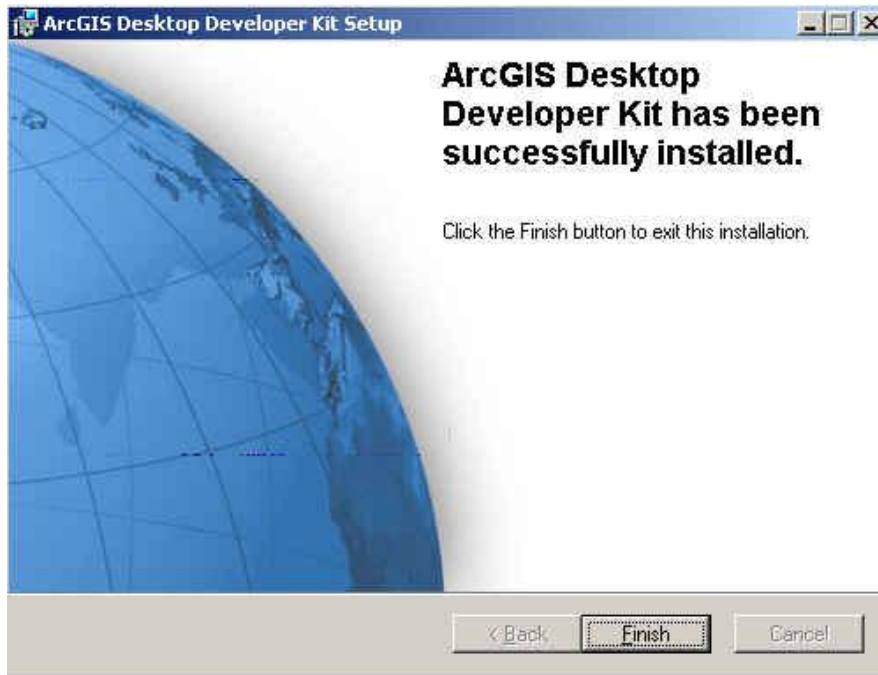 ArcGIS Desktop Developer Kit Setup
ArcGIS Desktop
Developer Kit has been
successfully installed.
Click the Finish button to exit this installation.
< Back
Finish
Cancel